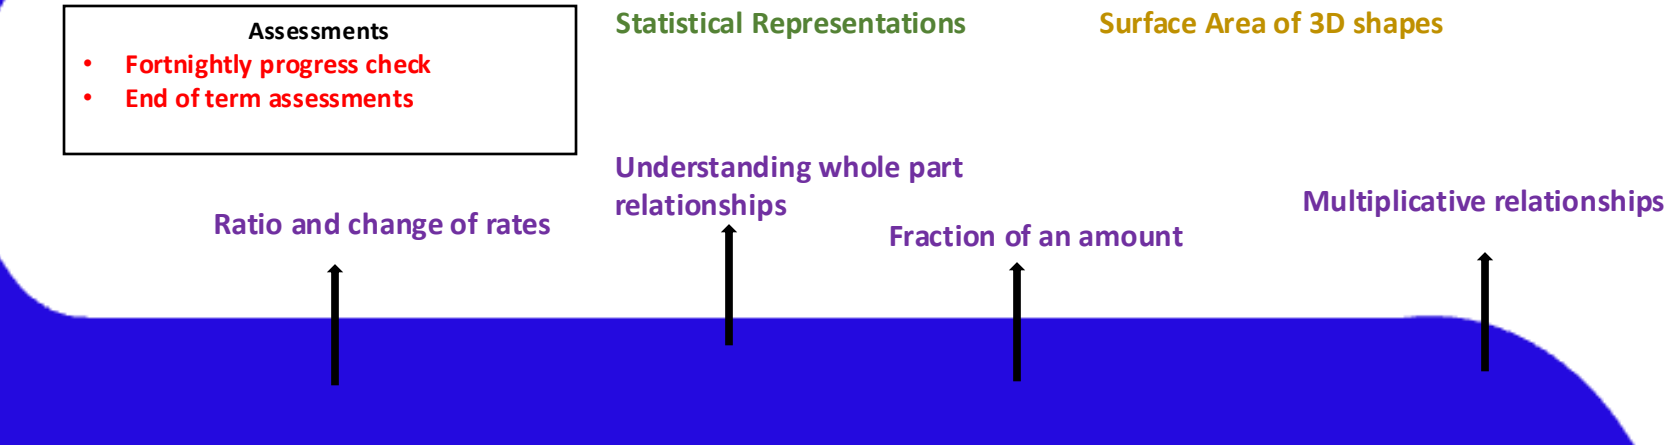 Assessments
• Fortnightly progress check
• End of term assessments
Statistical Representations
Surface Area of 3D shapes
Ratio and change of rates
Understanding whole part
relationships
Fraction of an amount
Multiplicative relationships